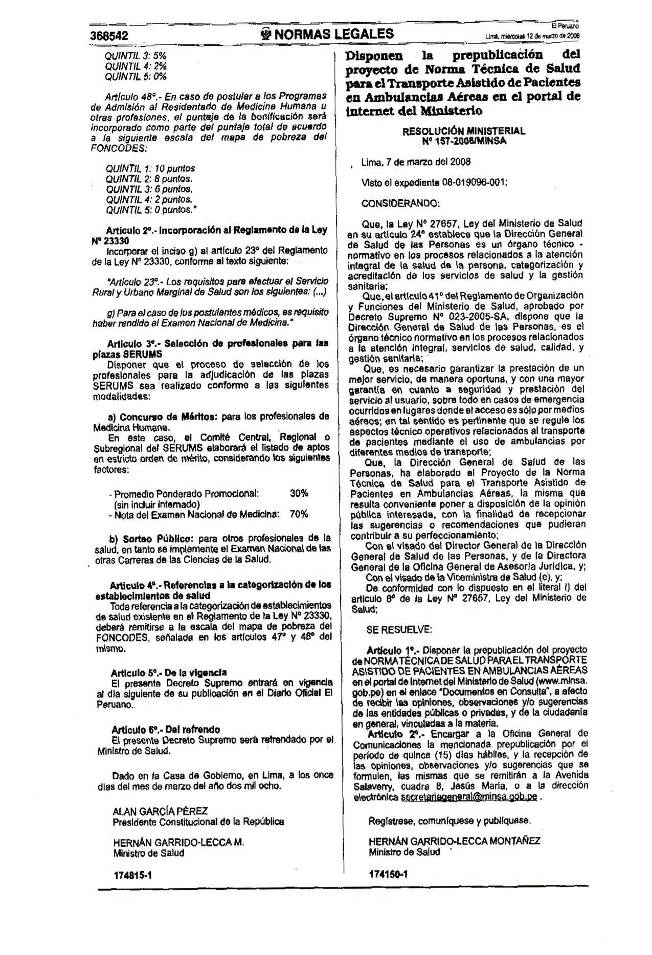 368542
NORMAS LEGALES
El Peruano
Lima, miércoles 12 de marzo de 2008
QUINTIL 3: 5%
QUINTIL 4: 2%
QUINTIL 5: 0%
Artículo 48º.- En caso de postular a los Programas
de Admisión al Residentado de Medicina Humana u
otras profesiones, el puntaje de la bonificación será
incorporado como parte del puntaje total de acuerdo
a la siguiente escala del mapa de pobreza del
FONCODES:
QUINTIL 1: 10 puntos
QUINTIL 2: 8 puntos.
QUINTIL 3: 6 puntos.
QUINTIL 4: 2 puntos.
QUINTIL 5: 0 puntos."
Artículo 2º.- Incorporación al Reglamento de la Ley
Nº 23330
Incorporar el inciso g) al artículo 23º del Reglamento
de la Ley Nº 23330, conforme al texto siguiente:
"Artículo 23º.- Los requisitos para efectuar el Servicio
Rural y Urbano Marginal de Salud son los siguientes: (...)
g) Para el caso de los postulantes médicos, es requisito
haber rendido al Examen Nacional de Medicina."
Artículo 3º.- Selección de profesionales para las
plazas SERUMS
Disponer que el proceso de selección de los
profesionales para la adjudicación de las plazas
SERUMS sea realizado conforme a las siguientes
modalidades:
a) Concurso de Méritos: para los profesionales de
Medicina Humana.
En este caso, el Comité Central, Regional o
Subregional del SERUMS elaborará el listado de aptos
en estricto orden de mérito, considerando los siguientes
factores:
- Promedio Ponderado Promocional: 30%
(sin incluir internado)
- Nota del Examen Nacional de Medicina: 70%
b) Sorteo Público: para otros profesionales de la
salud, en tanto se implemente el Examen Nacional de las
otras Carreras de las Ciencias de la Salud.
Artículo 4º.- Referencias a la categorización de los
establecimientos de salud
Toda referencia a la categorización de establecimientos
de salud existente en el Reglamento de la Ley Nº 23330,
deberá remitirse a la escala del mapa de pobreza del
FONCODES, señalada en los artículos 47º y 48º del
mismo.
Artículo 5º.- De la vigencia
El presente Decreto Supremo entrará en vigencia
al día siguiente de su publicación en el Diario Oficial El
Peruano.
Artículo 6º.- Del refrendo
El presente Decreto Supremo será refrendado por el
Ministro de Salud.
Dado en la Casa de Gobierno, en Lima, a los once
días del mes de marzo del año dos mil ocho.
ALAN GARCÍA PÉREZ
Presidente Constitucional de la República
HERNÁN GARRIDO-LECCA M.
Ministro de Salud
174815-1
Disponen la prepublicación del
proyecto de Norma Técnica de Salud
para el Transporte Asistido de Pacientes
en Ambulancias Aéreas en el portal de
internet del Ministerio
RESOLUCIÓN MINISTERIAL
Nº 157-2008/MINSA
Lima, 7 de marzo del 2008
Visto el expediente 08-019096-001;
CONSIDERANDO:
Que, la Ley Nº 27657, Ley del Ministerio de Salud
en su artículo 24º establece que la Dirección General
de Salud de las Personas es un órgano técnico -
normativo en los procesos relacionados a la atención
integral de la salud de la persona, categorización y
acreditación de los servicios de salud y la gestión
sanitaria;
Que, el artículo 41º del Reglamento de Organización
y Funciones del Ministerio de Salud, aprobado por
Decreto Supremo Nº 023-2005-SA, dispone que la
Dirección General de Salud de las Personas, es el
órgano técnico normativo en los procesos relacionados
a la atención integral, servicios de salud, calidad, y
gestión sanitaria;
Que, es necesario garantizar la prestación de un
mejor servicio, de manera oportuna, y con una mayor
garantía en cuanto a seguridad y prestación del
servicio al usuario, sobre todo en casos de emergencia
ocurridos en lugares donde el acceso es sólo por medios
aéreos; en tal sentido es pertinente que se regule los
aspectos técnico operativos relacionados al transporte
de pacientes mediante el uso de ambulancias por
diferentes medios de transporte;
Que, la Dirección General de Salud de las
Personas, ha elaborado el Proyecto de la Norma
Técnica de Salud para el Transporte Asistido de
Pacientes en Ambulancias Aéreas, la misma que
resulta conveniente poner a disposición de la opinión
pública interesada, con la finalidad de recepcionar
las sugerencias o recomendaciones que pudieran
contribuir a su perfeccionamiento;
Con el visado del Director General de la Dirección
General de Salud de las Personas, y de la Directora
General de la Oficina General de Asesoría Jurídica, y;
Con el visado de la Viceministra de Salud (e), y;
De conformidad con lo dispuesto en el literal l) del
artículo 8º de la Ley Nº 27657, Ley del Ministerio de
Salud;
SE RESUELVE:
Artículo 1º.- Disponer la prepublicación del proyecto
de NORMA TÉCNICA DE SALUD PARA EL TRANSPORTE
ASISTIDO DE PACIENTES EN AMBULANCIAS AÉREAS
en el portal de Internet del Ministerio de Salud (www.minsa.
gob.pe) en el enlace "Documentos en Consulta", a efecto
de recibir las opiniones, observaciones y/o sugerencias
de las entidades públicas o privadas, y de la ciudadanía
en general, vinculadas a la materia.
Artículo 2º.- Encargar a la Oficina General de
Comunicaciones la mencionada prepublicación por el
período de quince (15) días hábiles, y la recepción de
las opiniones, observaciones y/o sugerencias que se
formulen, las mismas que se remitirán a la Avenida
Salaverry, cuadra 8, Jesús María, o a la dirección
electrónica secretariageneral@minsa.gob.pe .
Regístrese, comuníquese y publíquese.
HERNÁN GARRIDO-LECCA MONTAÑEZ
Ministro de Salud
174150-1